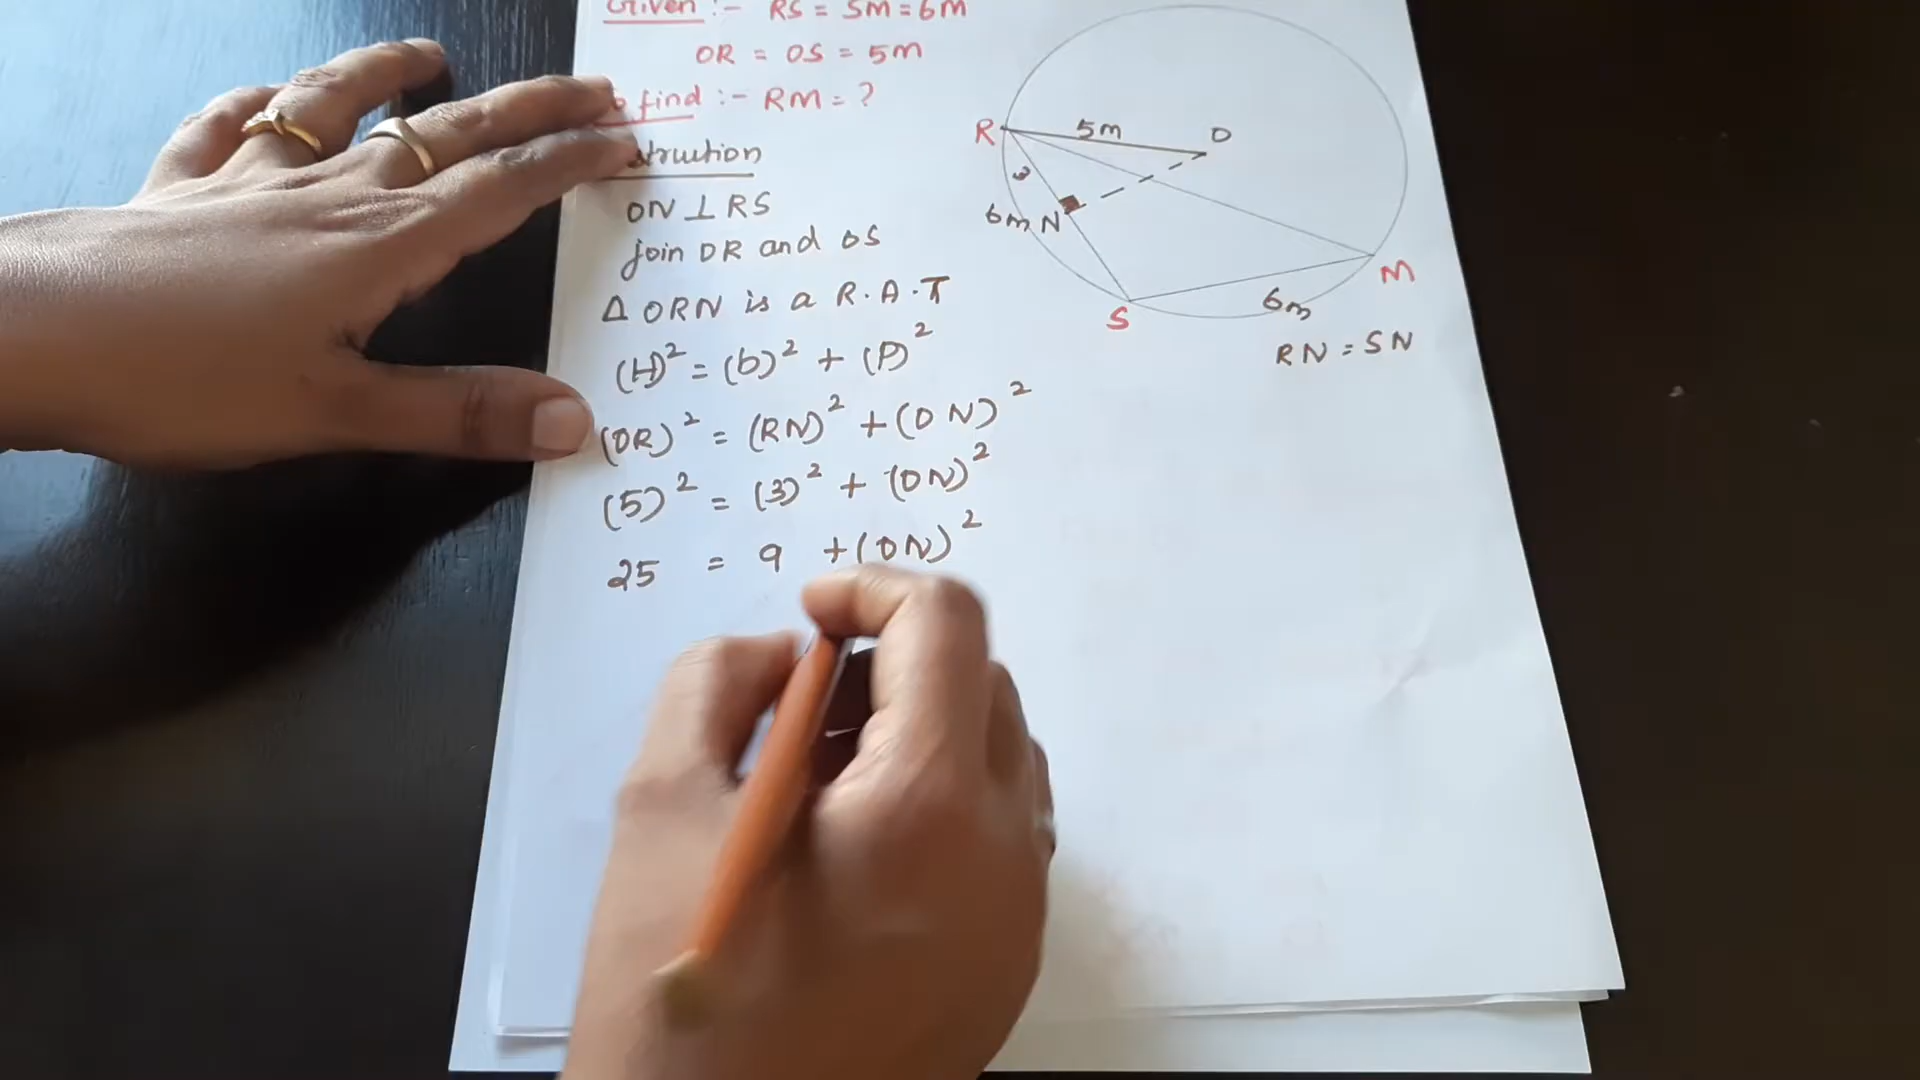 Given :- RS = SM = 6M
OR = OS = 5M
find :- RM = ?
struction
ON ⊥ RS
join OR and OS
Δ ORN is a R.A.T
(H)² = (b)² + (P)²
(OR)² = (RN)² + (ON)²
(5)² = (3)² + (ON)²
25 = 9 + (ON)²
R
5m
O
3
6m N
S
6m
M
RN = SN